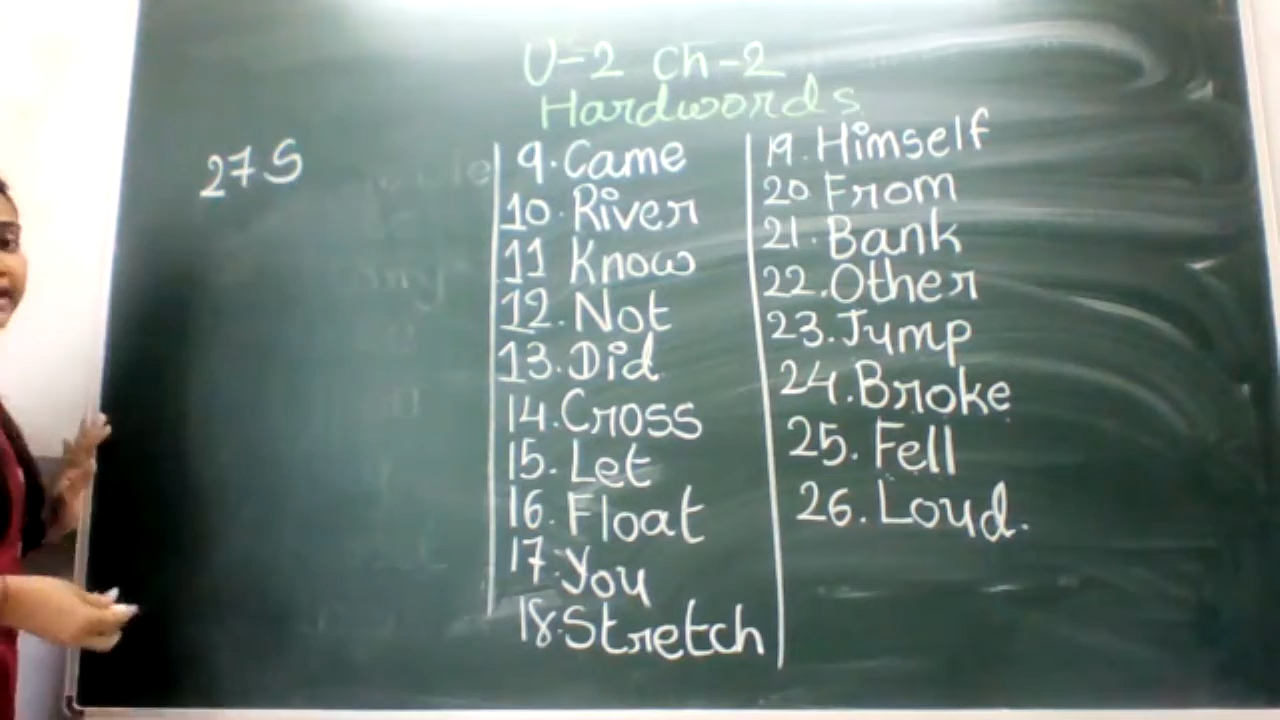 U-2 Ch-2
Hardwords
27 S
9. Came
10. River
11 Know
12. Not
13. Did
14. Cross
15. Let
16. Float
17. You
18. Stretch
19. Himself
20. From
21. Bank
22. Other
23. Jump
24. Broke
25. Fell
26. Loud.